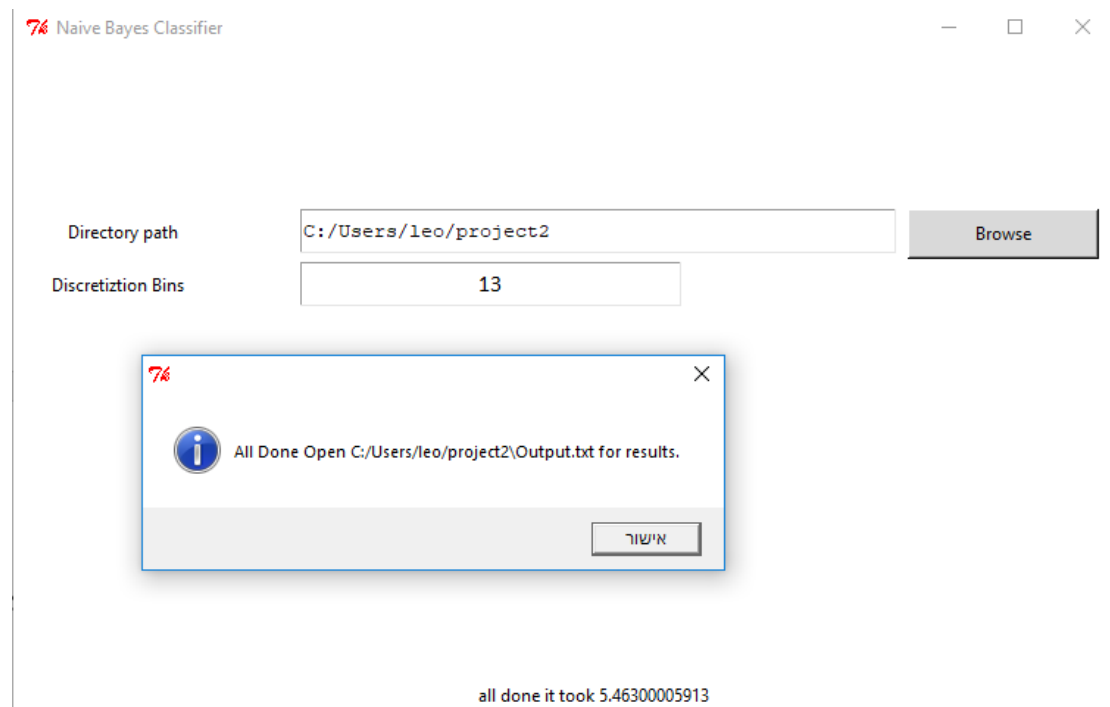 Naive Bayes Classifier
Directory path C:/Users/leo/project2 Browse
Discretiztion Bins 13
All Done Open C:/Users/leo/project2\Output.txt for results.
אישור
all done it took 5.46300005913